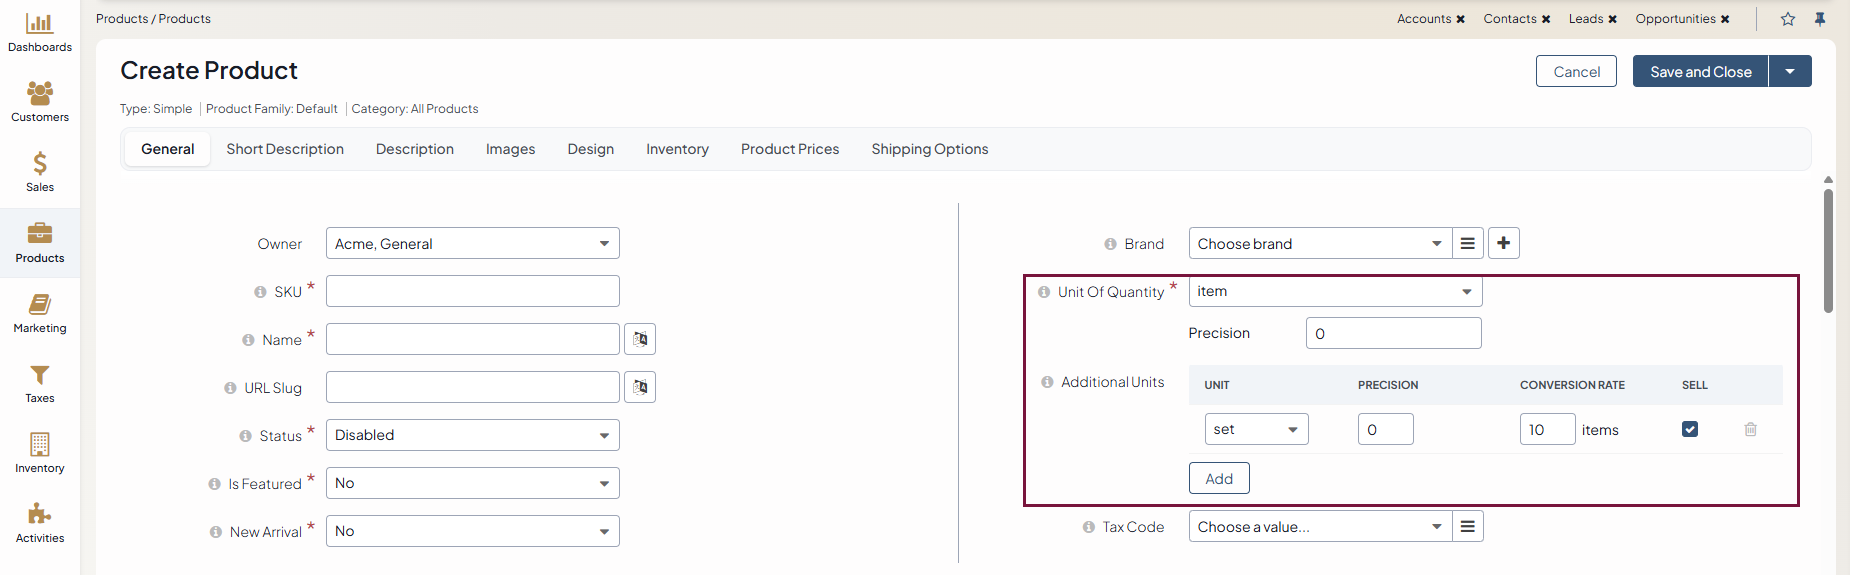 Products / Products
Accounts ✖ Contacts ✖ Leads ✖ Opportunities ✖
Dashboards
Customers
Sales
Products
Marketing
Taxes
Inventory
Activities
Create Product
Cancel
Save and Close
Type: Simple | Product Family: Default | Category: All Products
General Short Description Description Images Design Inventory Product Prices Shipping Options
Owner Acme, General
SKU *
Name *
URL Slug
Status * Disabled
Is Featured * No
New Arrival * No
Brand Choose brand
Unit Of Quantity * item
Precision 0
Additional Units
UNIT PRECISION CONVERSION RATE SELL
set 0 10 items
Add
Tax Code Choose a value...